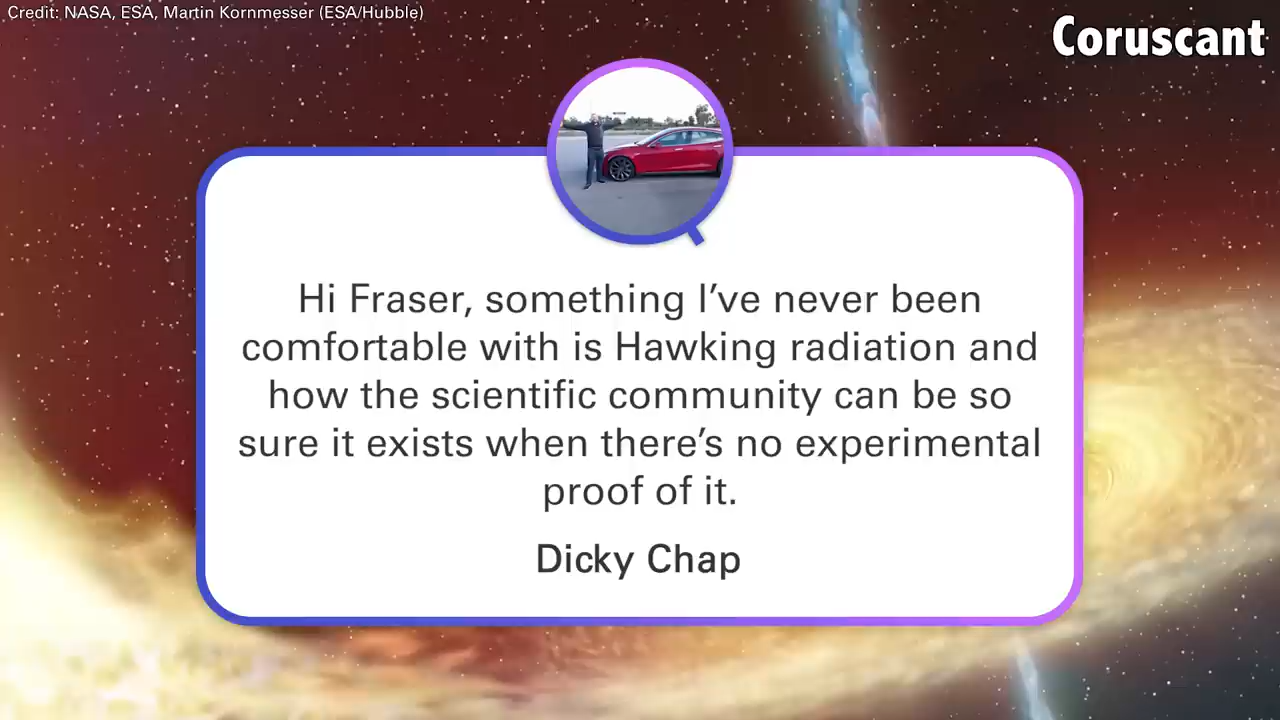 Credit: NASA, ESA, Martin Kornmesser (ESA/Hubble)
Coruscant
Hi Fraser, something I’ve never been
comfortable with is Hawking radiation and
how the scientific community can be so
sure it exists when there’s no experimental
proof of it.
Dicky Chap